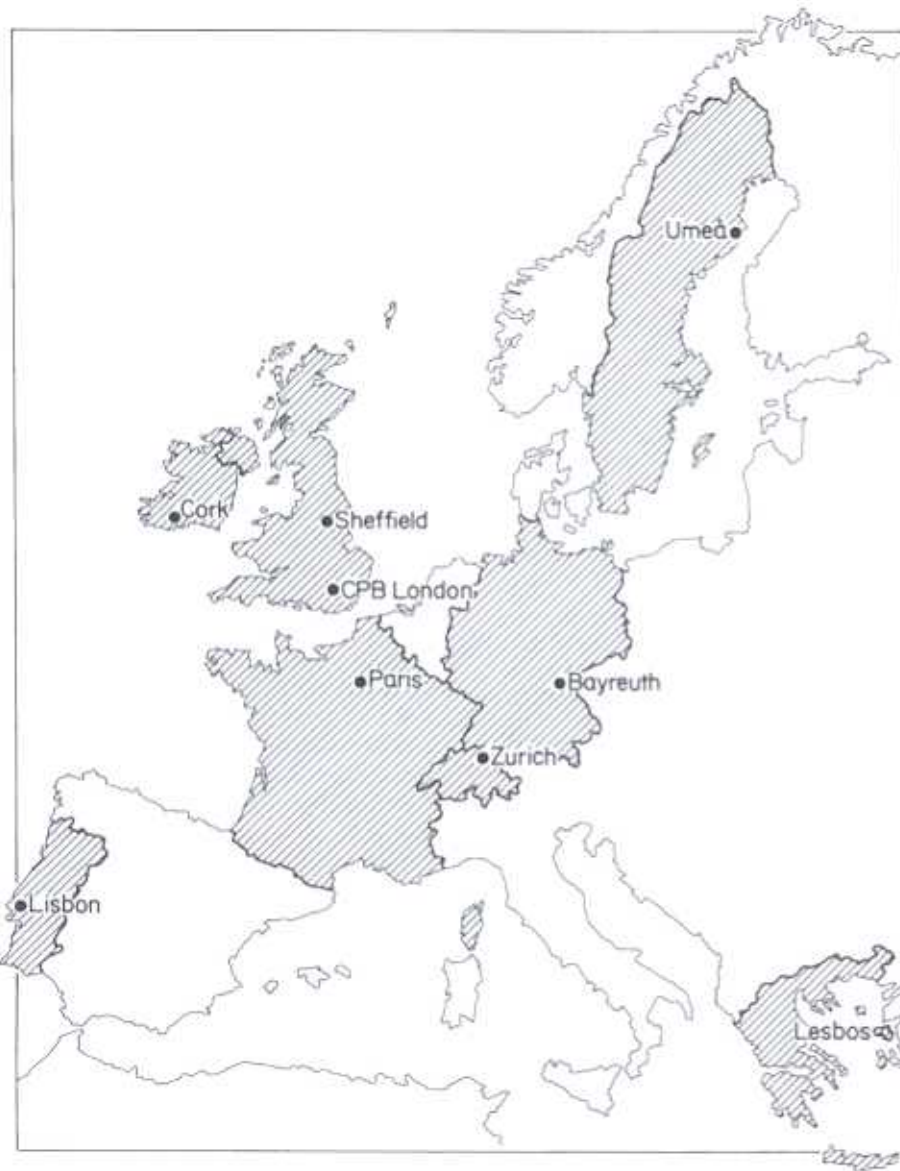 Umeå
Cork
Sheffield
CPB London
Paris
Bayreuth
Zurich
Lisbon
Lesbos